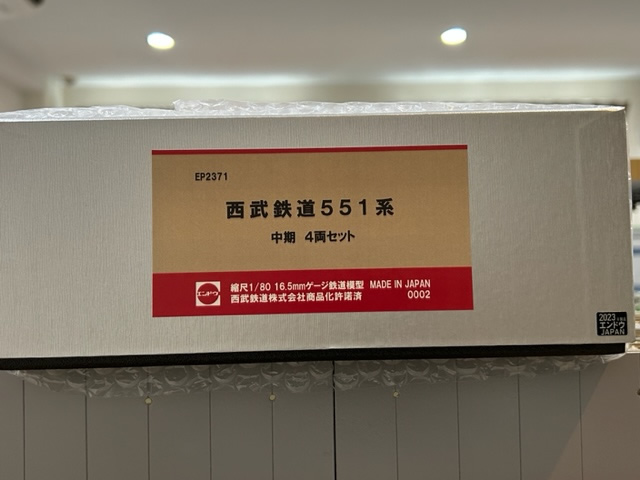 EP2371
西武鉄道551系
中期 4両セット
エンドウ
縮尺1/80 16.5mmゲージ鉄道模型 MADE IN JAPAN
西武鉄道株式会社商品化許諾済 0002
2023
エンドウ
JAPAN